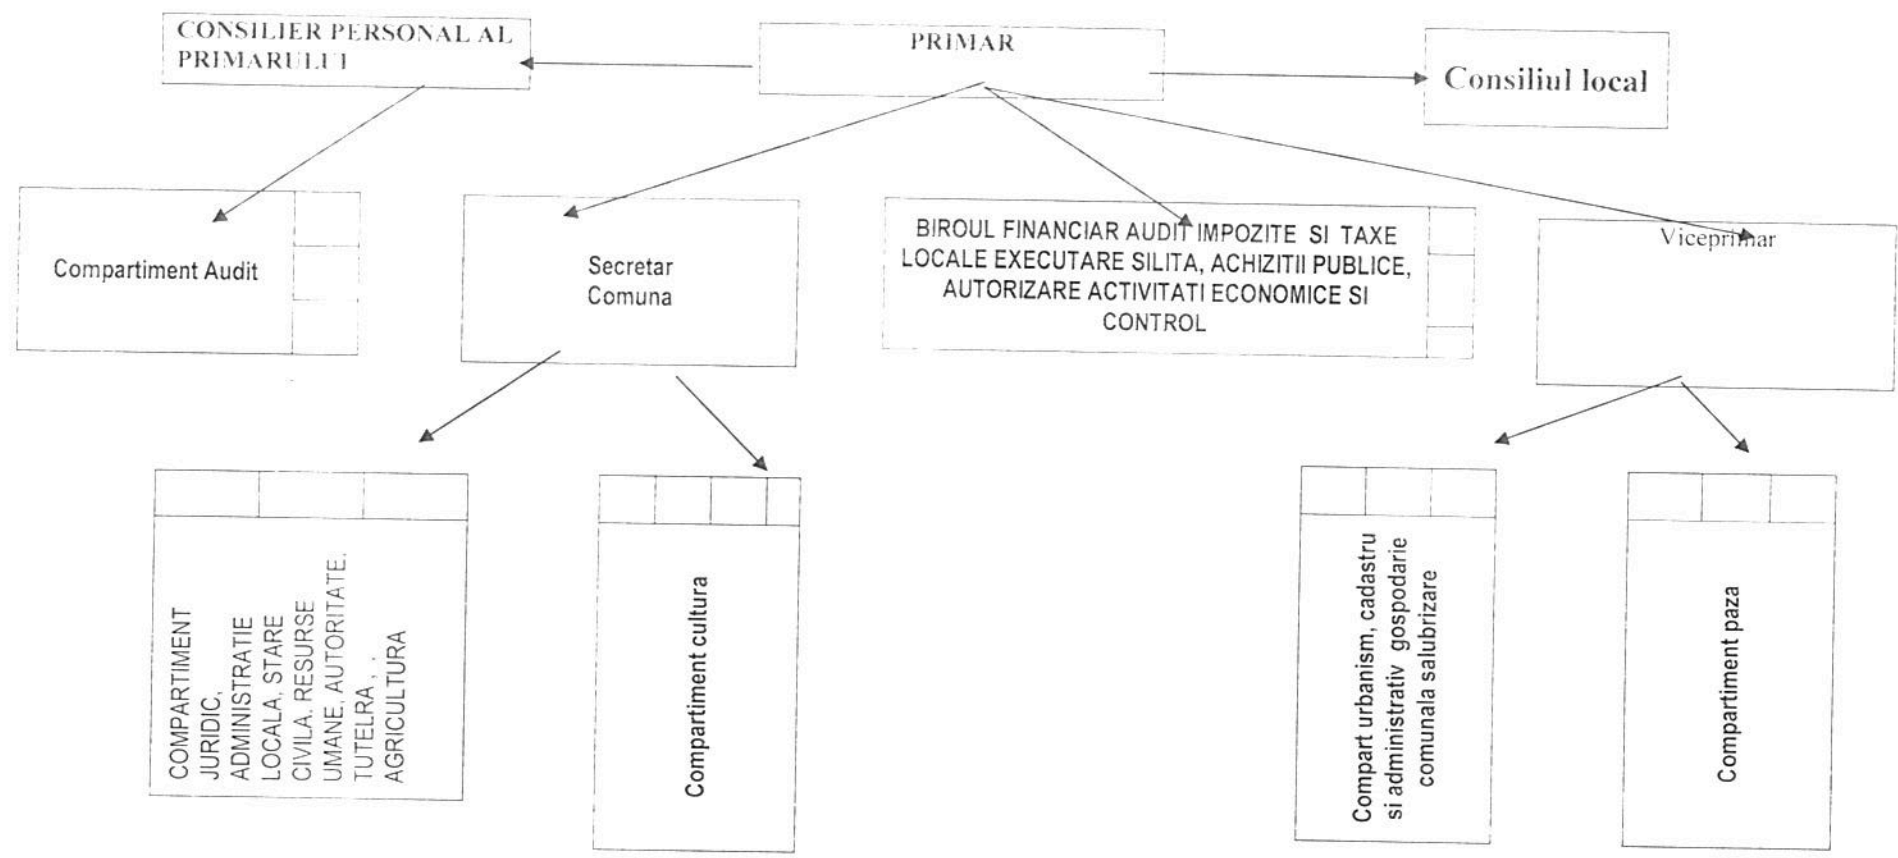 CONSILIER PERSONAL AL
PRIMARULUI
PRIMAR
Consiliul local
Compartiment Audit
Secretar
Comuna
BIROUL FINANCIAR AUDIT IMPOZITE SI TAXE
LOCALE EXECUTARE SILITA, ACHIZITII PUBLICE,
AUTORIZARE ACTIVITATI ECONOMICE SI
CONTROL
Viceprimar
COMPARTIMENT
JURIDIC,
ADMINISTRATIE
LOCALA, STARE
CIVILA. RESURSE
UMANE, AUTORITATE.
TUTELRA , .
AGRICULTURA
Compartiment cultura
Compart urbanism, cadastru
si administrativ gospodarie
comunala salubrizare
Compartiment paza